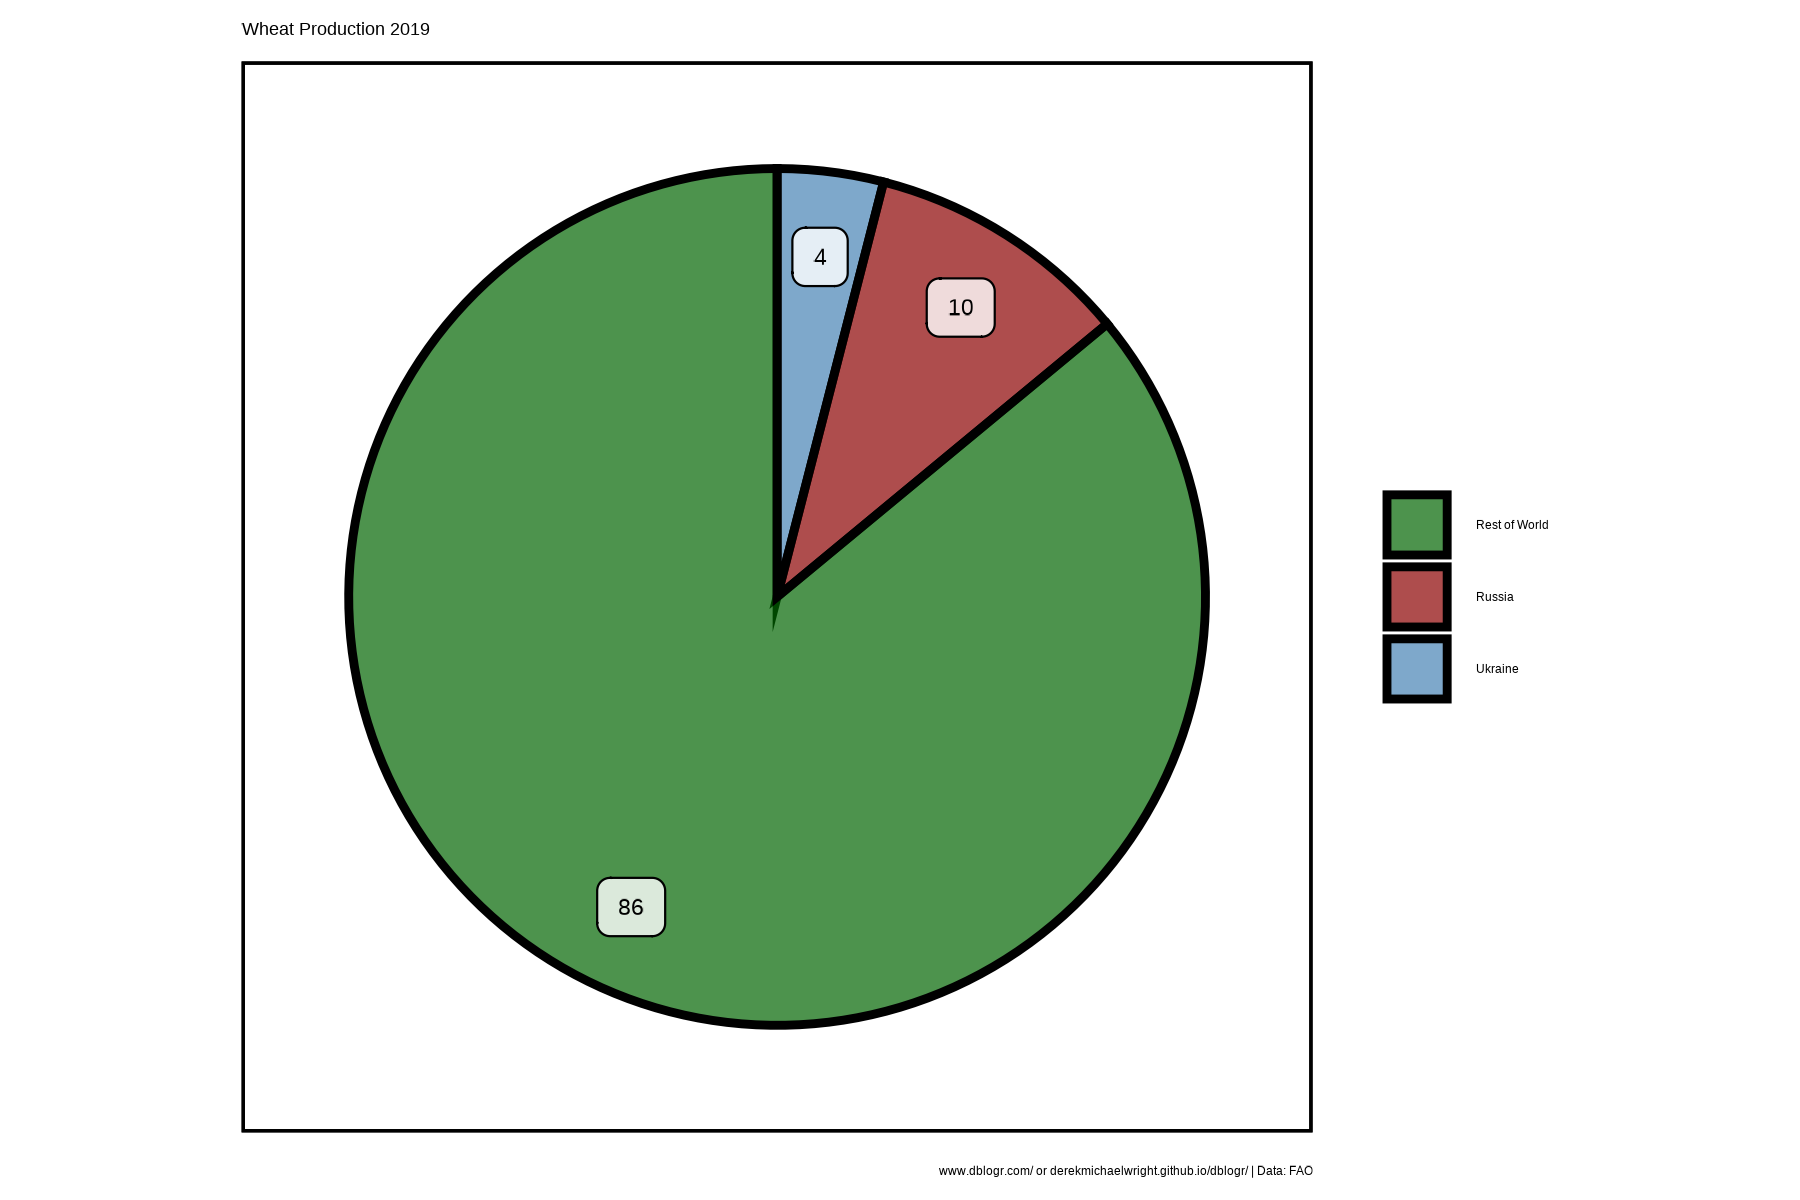 Wheat Production 2019
4
10
86
Rest of World
Russia
Ukraine
www.dblogr.com/ or derekmichaelwright.github.io/dblogr/ | Data: FAO